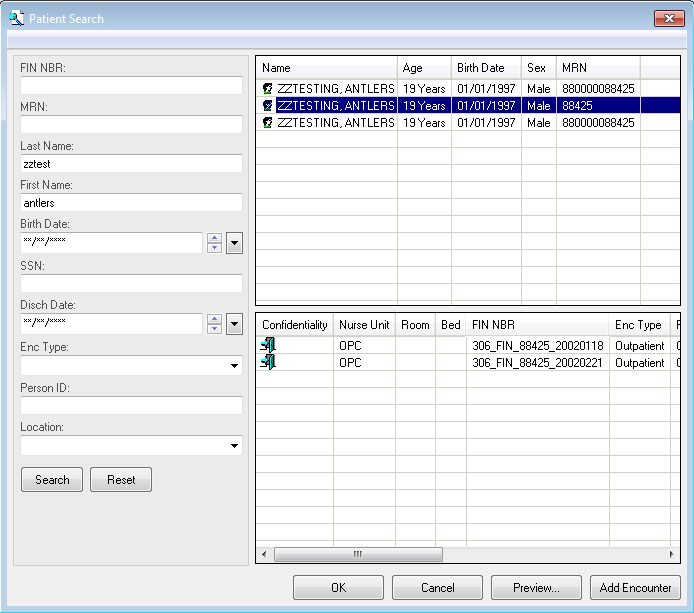 Patient Search
FIN NBR:
MRN:
Last Name:
zztest
First Name:
antlers
Birth Date:
**/**/****
SSN:
Disch Date:
**/**/****
Enc Type:
Person ID:
Location:
Search Reset
Name Age Birth Date Sex MRN
ZZTESTING, ANTLERS 19 Years 01/01/1997 Male 880000088425
ZZTESTING, ANTLERS 19 Years 01/01/1997 Male 88425
ZZTESTING, ANTLERS 19 Years 01/01/1997 Male 880000088425
Confidentiality Nurse Unit Room Bed FIN NBR Enc Type
OPC 306_FIN_88425_20020118 Outpatient
OPC 306_FIN_88425_20020221 Outpatient
OK Cancel Preview... Add Encounter